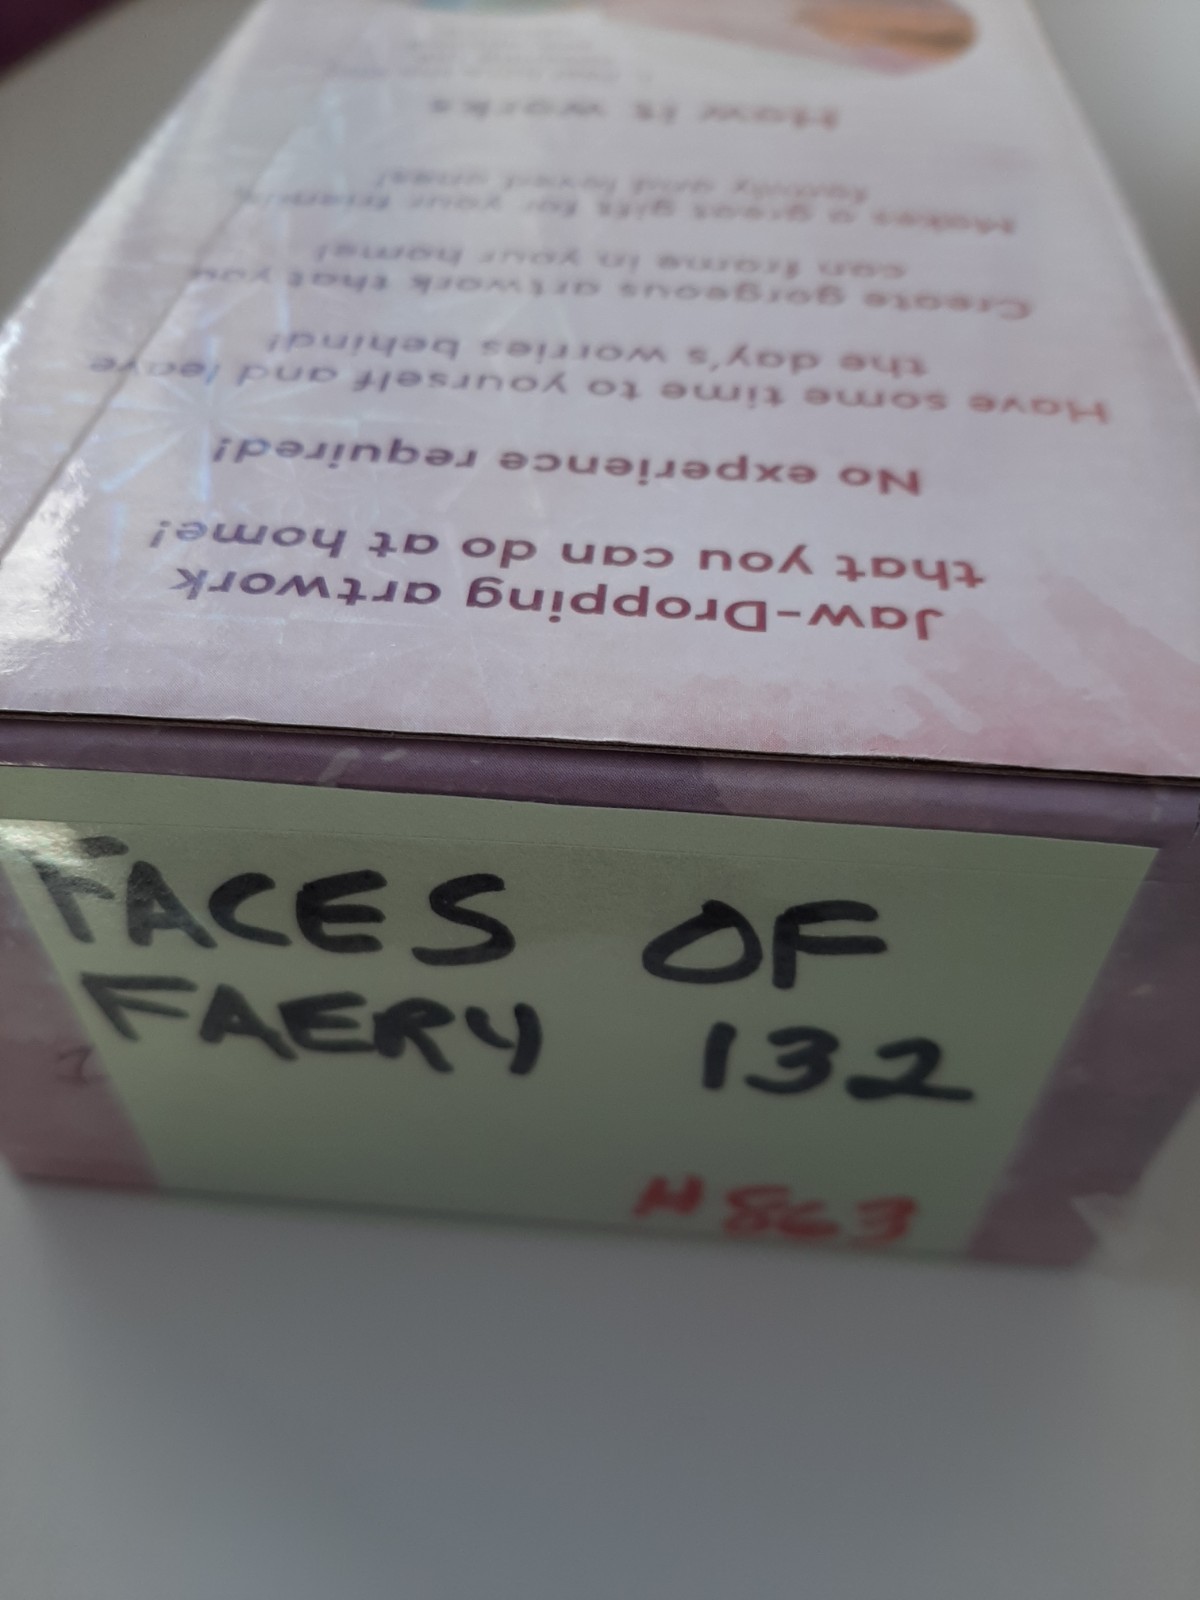 Jaw-Dropping artwork
that you can do at home!
No experience required!
Have some time to yourself and leave
the day's worries behind!
Create gorgeous artwork that you
can frame in your home!
Makes a great gift for your friends,
family and loved ones!
How it works
FACES OF
FAERY 132
#863